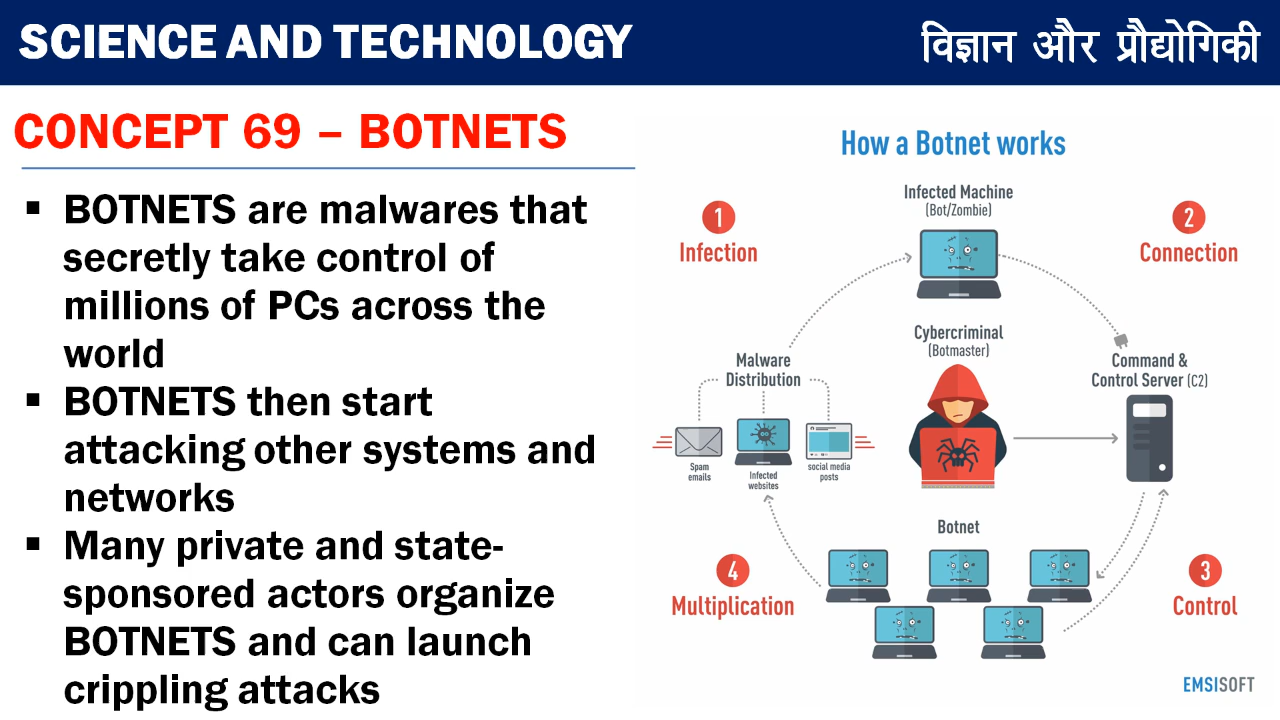 SCIENCE AND TECHNOLOGY
विज्ञान और प्रौद्योगिकी
CONCEPT 69 – BOTNETS
▪ BOTNETS are malwares that
secretly take control of
millions of PCs across the
world
▪ BOTNETS then start
attacking other systems and
networks
▪ Many private and state-
sponsored actors organize
BOTNETS and can launch
crippling attacks
How a Botnet works
Infected Machine
(Bot/Zombie)
1
Infection
2
Connection
Cybercriminal
(Botmaster)
Malware
Distribution
Command &
Control Server (C2)
Spam
emails
Infected
websites
social media
posts
Botnet
4
Multiplication
3
Control
EMSISOFT